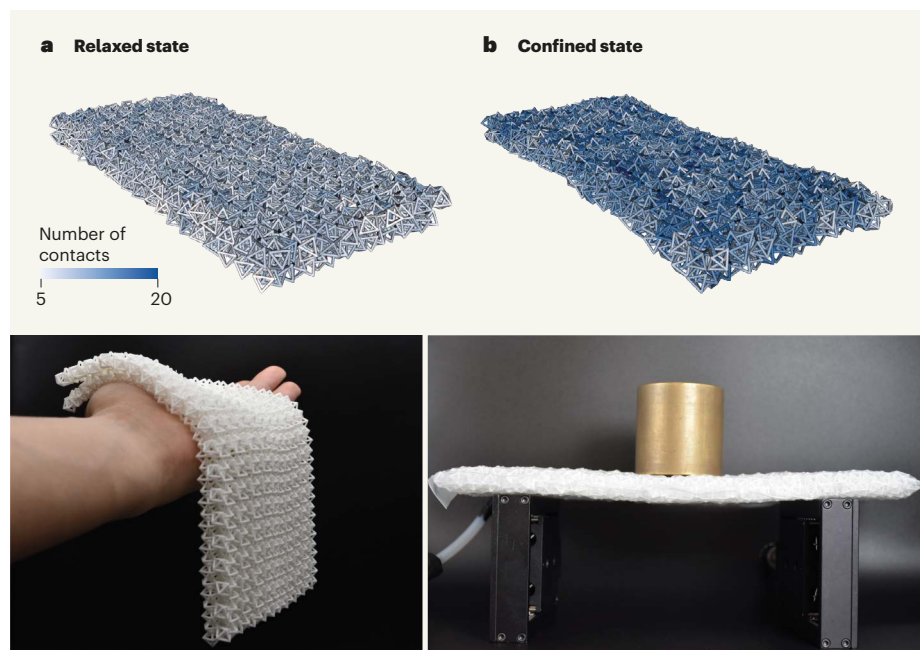 a Relaxed state
b Confined state
Number of
contacts
5 20